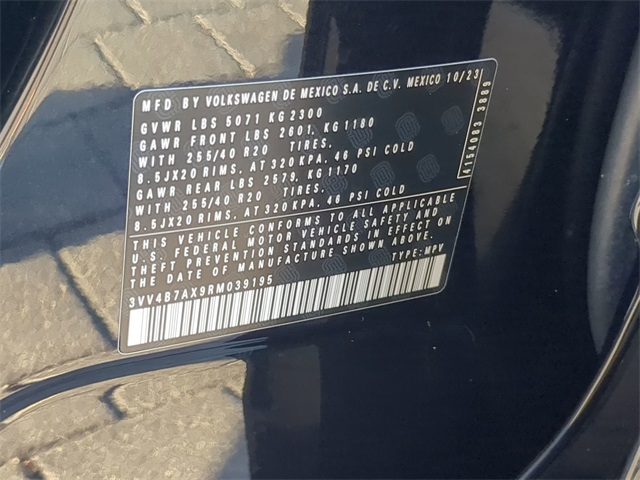 MFD BY VOLKSWAGEN DE MEXICO S.A. DE C.V. MEXICO 10/23
GVWR LBS 5071 KG 2300
GAWR FRONT LBS 2601, KG 1180
WITH 255/40 R20 TIRES.
8.5JX20 RIMS, AT 320 KPA, 46 PSI COLD
GAWR REAR LBS 2579, KG 1170
WITH 255/40 R20 TIRES.
8.5JX20 RIMS, AT 320 KPA, 46 PSI COLD
THIS VEHICLE CONFORMS TO ALL APPLICABLE
U.S. FEDERAL MOTOR VEHICLE SAFETY AND
THEFT PREVENTION STANDARDS IN EFFECT ON
THE DATE OF MANUFACTURE SHOWN ABOVE.
3VV4B7AX9RM039195 TYPE: MPV
4154083 3889